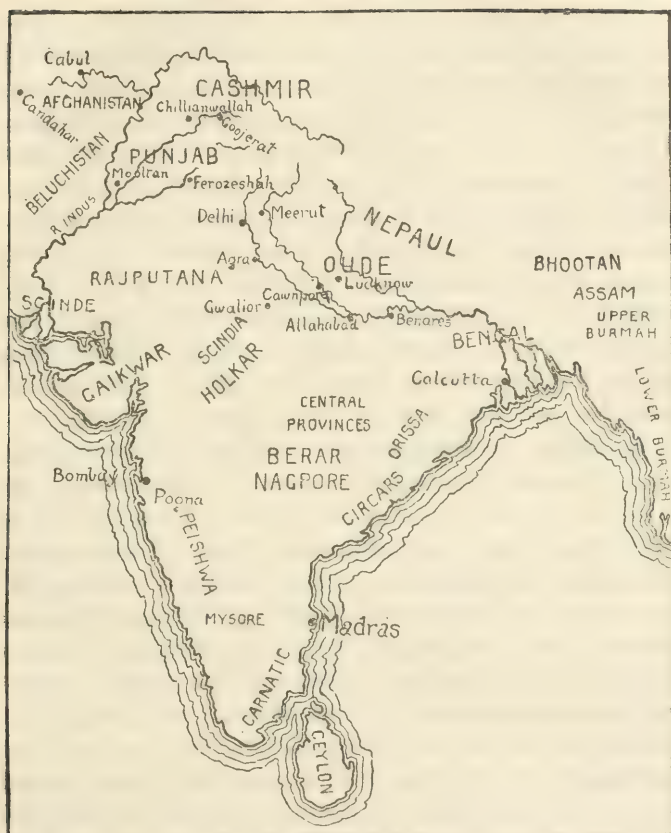 Cabul
CASHMIR
AFGHANISTAN
Candahar
Chillianwallah
Goojerat
PUNJAB
BELUCHISTAN
Mooltan
Ferozeshah
R INDUS
Delhi
Meerut
NEPAUL
Agra
OUDE
Lucknow
BHOOTAN
RAJPUTANA
ASSAM
SCINDE
Gwalior
Cawnpore
UPPER
BURMAH
Allahabad
Benares
SCINDIA
HOLKAR
BENGAL
GAIKWAR
Calcutta
LOWER BURMAH
CENTRAL
PROVINCES
ORISSA
BERAR
NAGPORE
Bombay
Poona
CIRCARS
PEISHWA
MYSORE
Madras
CARNATIC
CEYLON